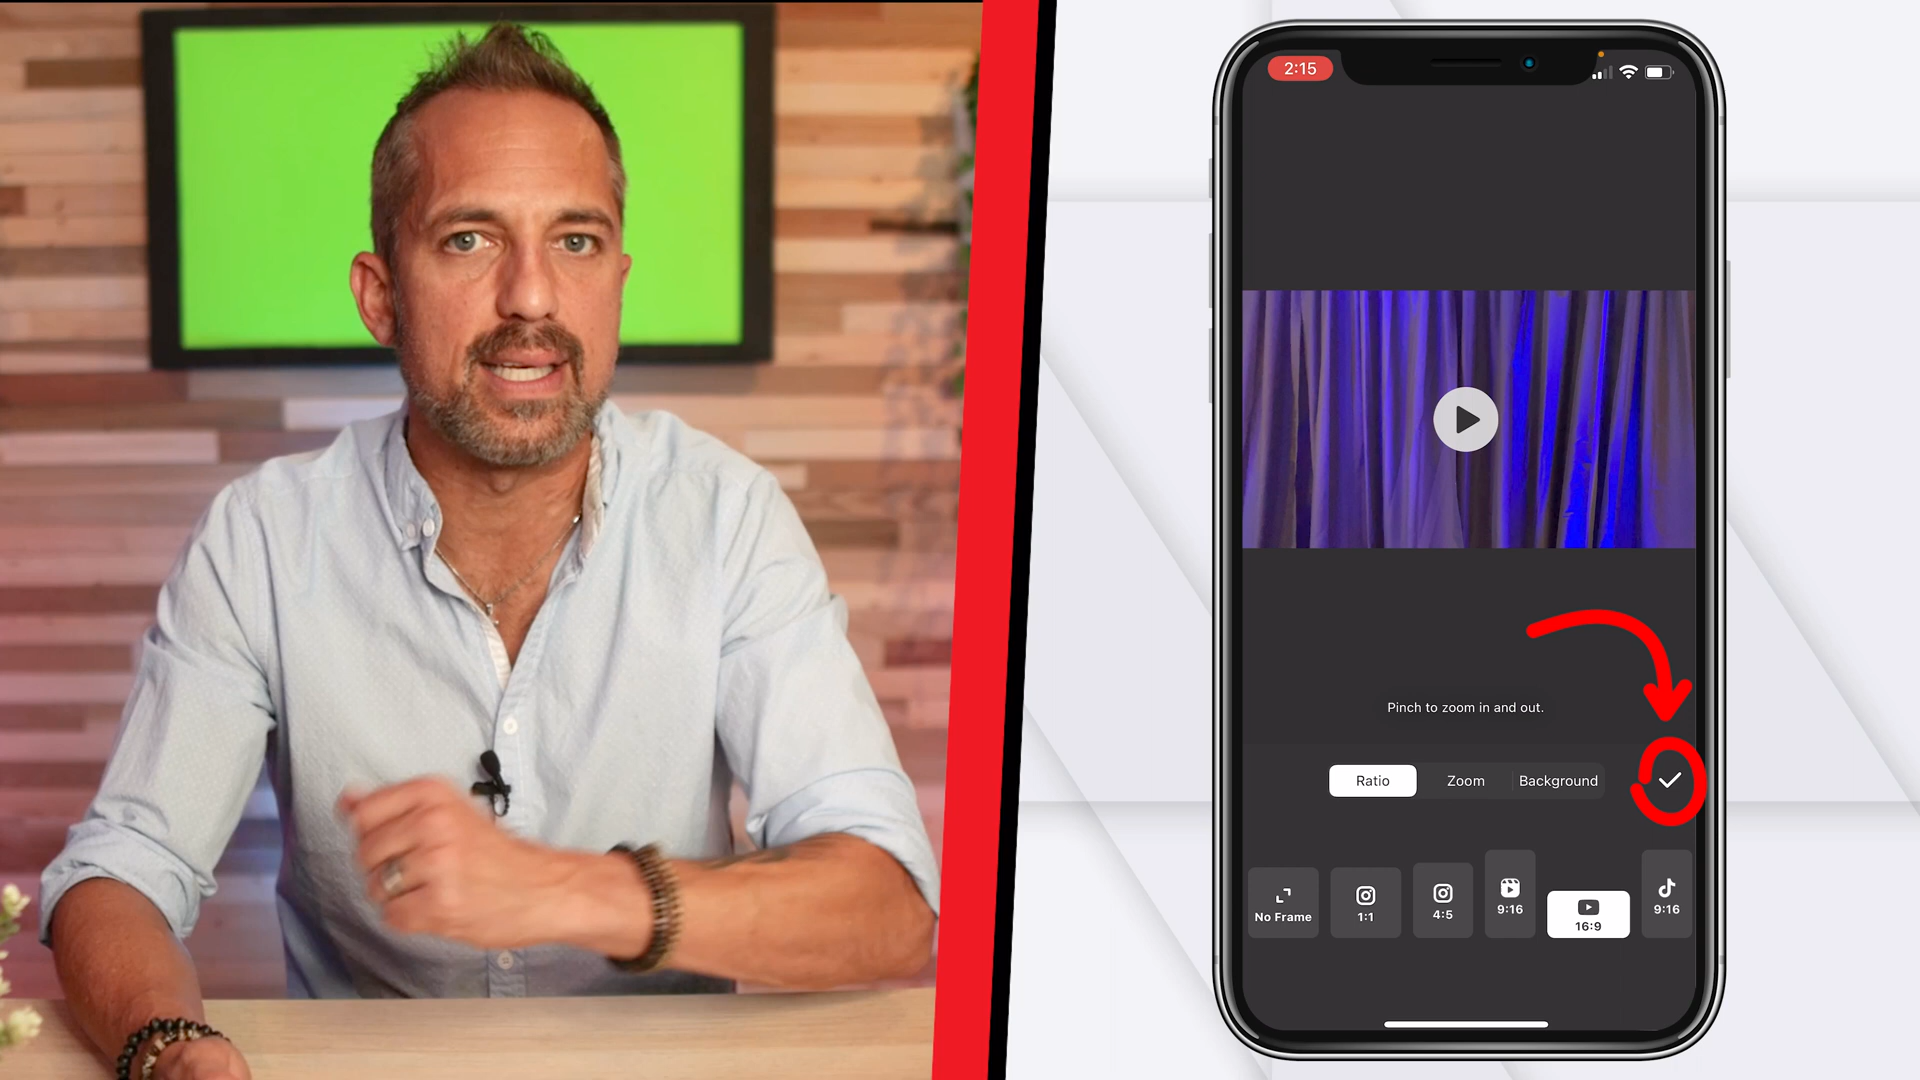 2:15
Pinch to zoom in and out.
Ratio
Zoom
Background
No Frame
1:1
4:5
9:16
16:9
9:16